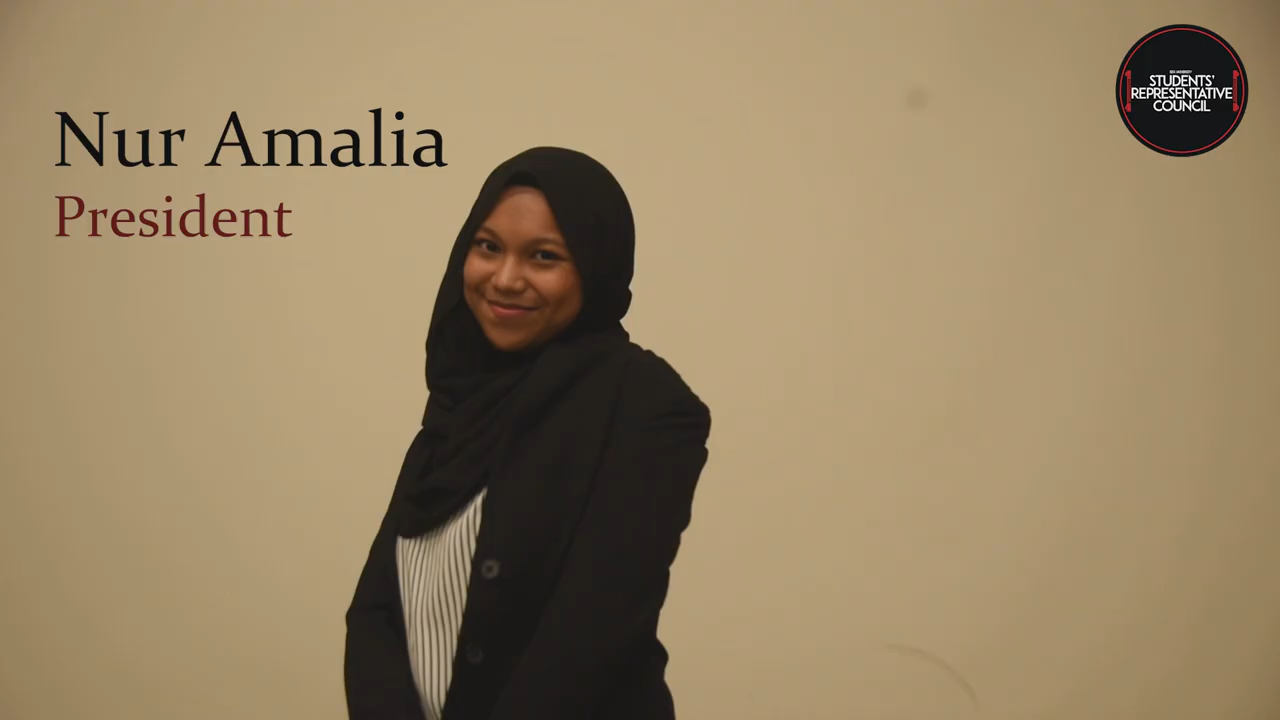 Nur Amalia
President
STUDENTS'
REPRESENTATIVE
COUNCIL